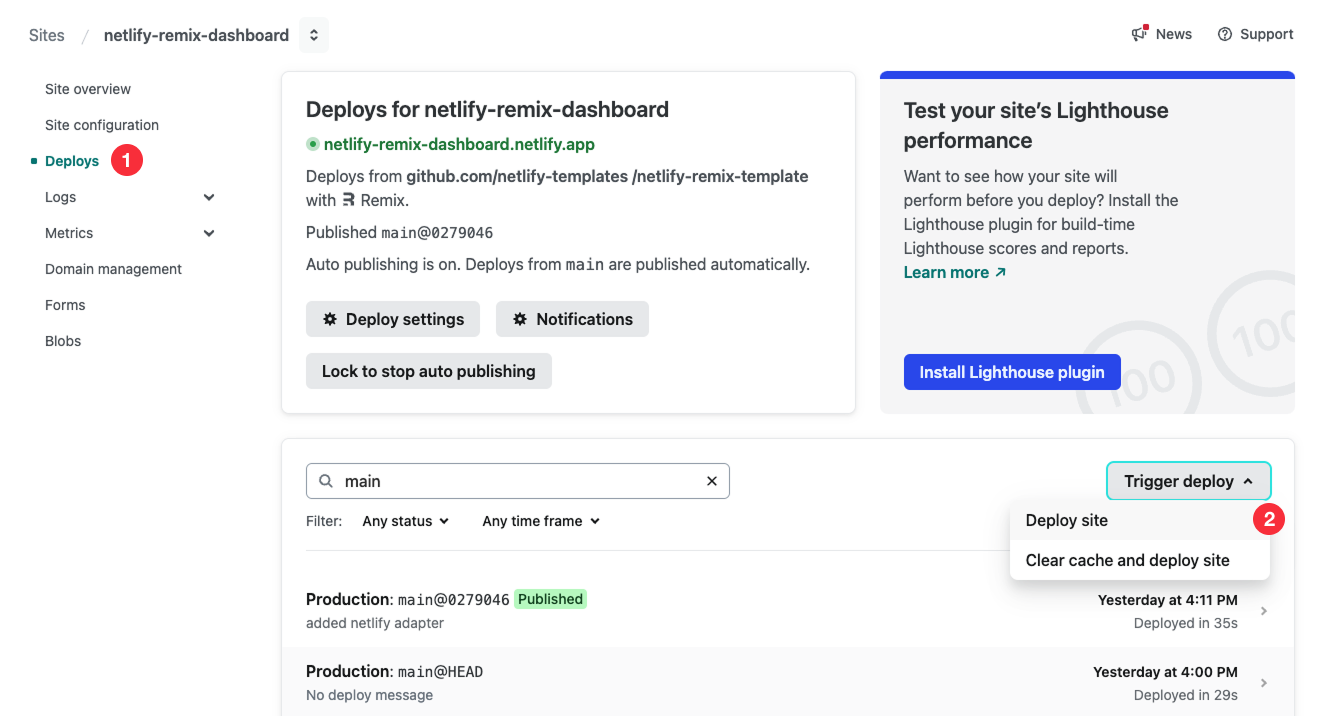 Sites / netlify-remix-dashboard
News Support
Site overview
Site configuration
Deploys 1
Logs
Metrics
Domain management
Forms
Blobs
Deploys for netlify-remix-dashboard
netlify-remix-dashboard.netlify.app
Deploys from github.com/netlify-templates /netlify-remix-template
with R Remix.
Published main@0279046
Auto publishing is on. Deploys from main are published automatically.
Deploy settings Notifications
Lock to stop auto publishing
Test your site’s Lighthouse
performance
Want to see how your site will
perform before you deploy? Install the
Lighthouse plugin for build-time
Lighthouse scores and reports.
Learn more ↗
100
100
Install Lighthouse plugin
main ✕
Trigger deploy
Filter: Any status Any time frame
Deploy site 2
Clear cache and deploy site
Production: main@0279046 Published
added netlify adapter
Yesterday at 4:11 PM
Deployed in 35s
Production: main@HEAD
No deploy message
Yesterday at 4:00 PM
Deployed in 29s